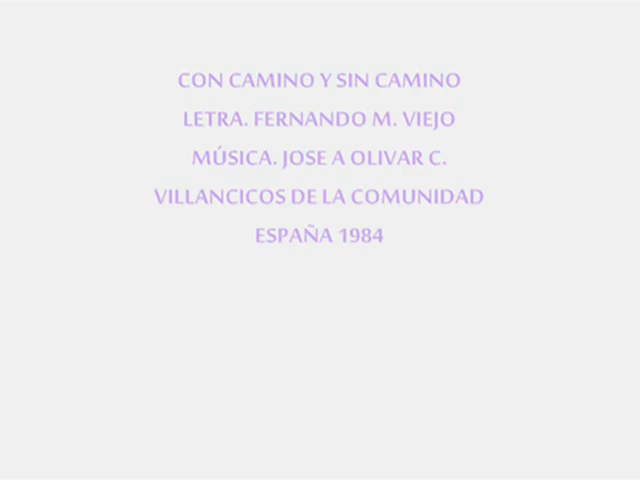 CON CAMINO Y SIN CAMINO
LETRA. FERNANDO M. VIEJO
MÚSICA. JOSE A OLIVAR C.
VILLANCICOS DE LA COMUNIDAD
ESPAÑA 1984